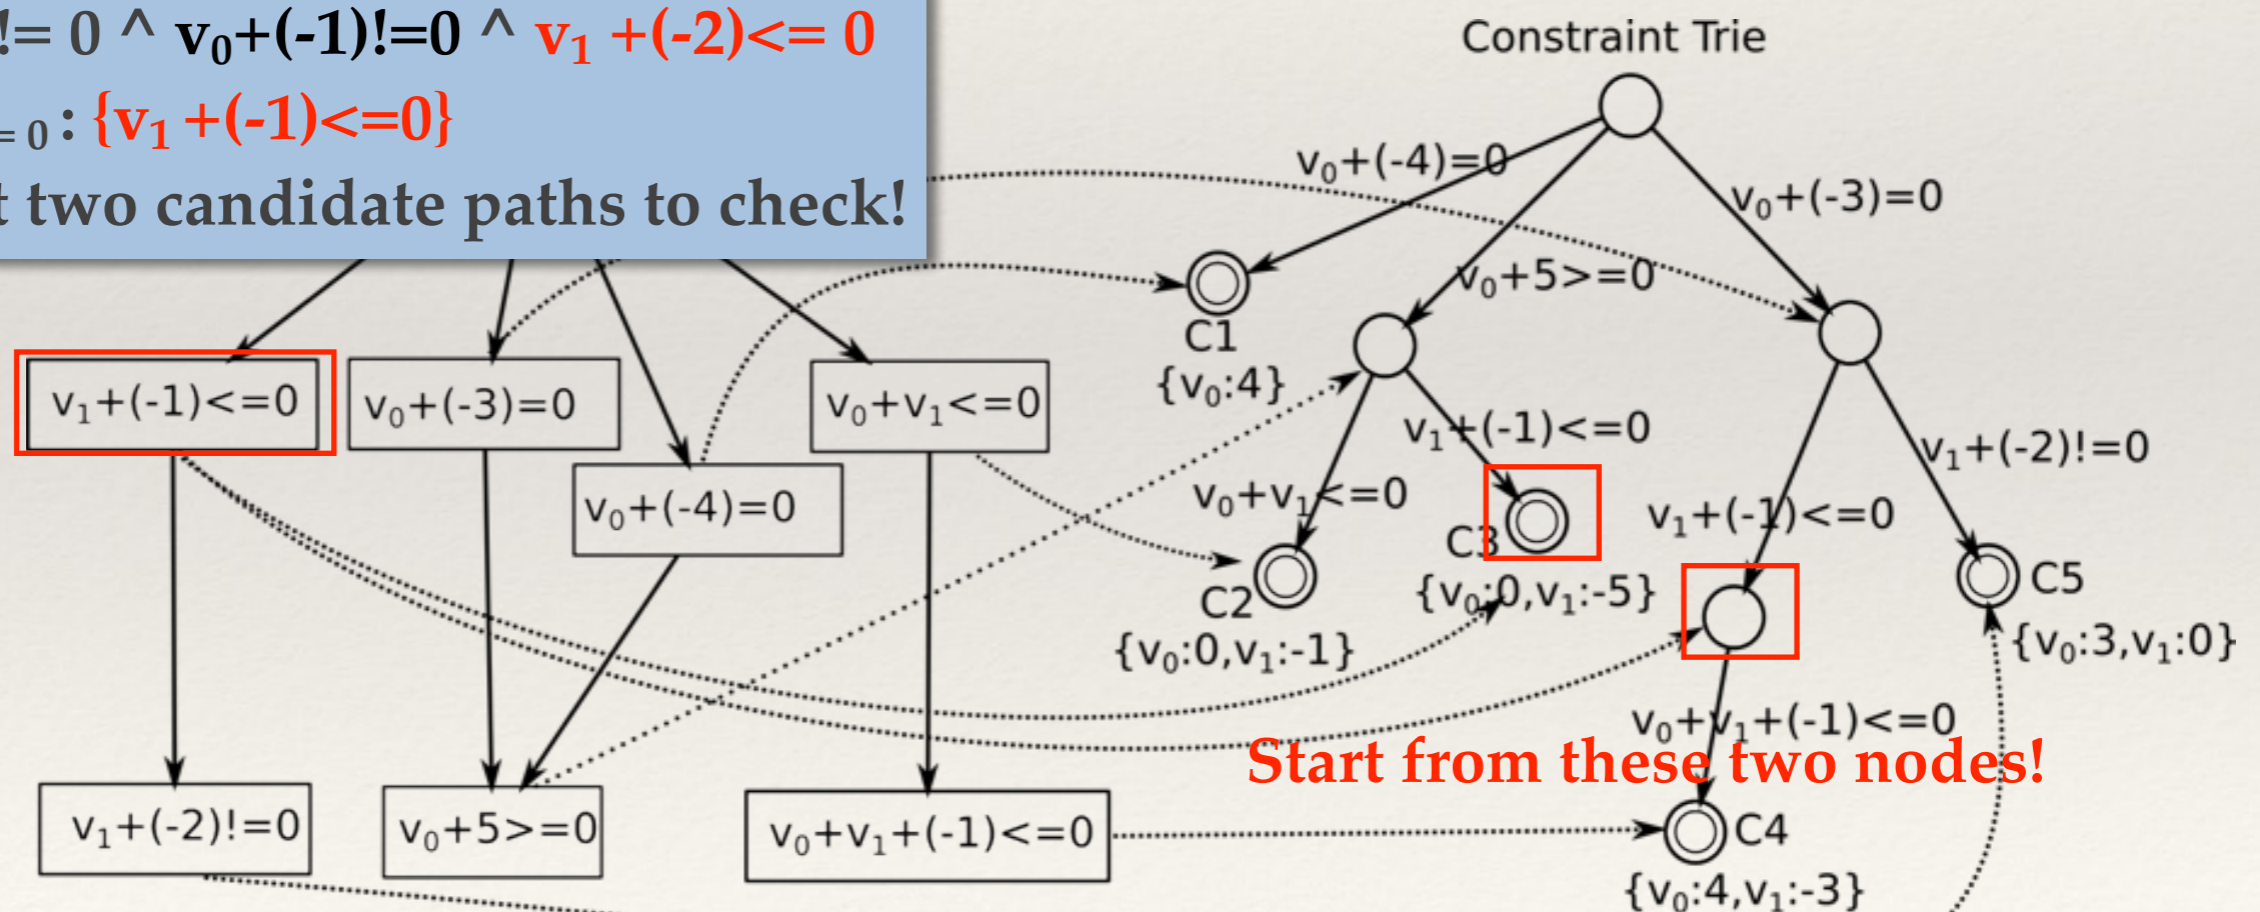 != 0 ^ v₀+(-1)!=0 ^ v₁ +(-2)<= 0
= 0 : {v₁ +(-1)<=0}
two candidate paths to check!
Constraint Trie
v₀+(-4)=0
v₀+(-3)=0
v₀+5>=0
C1
{v₀:4}
v₁+(-1)<=0
v₀+(-3)=0
v₀+v₁<=0
v₀+(-4)=0
v₁+(-1)<=0
v₁+(-2)!=0
v₀+v₁<=0
v₁+(-1)<=0
C3
{v₀:0,v₁:-5}
C2
{v₀:0,v₁:-1}
C5
{v₀:3,v₁:0}
v₀+v₁+(-1)<=0
Start from these two nodes!
v₁+(-2)!=0
v₀+5>=0
v₀+v₁+(-1)<=0
C4
{v₀:4,v₁:-3}